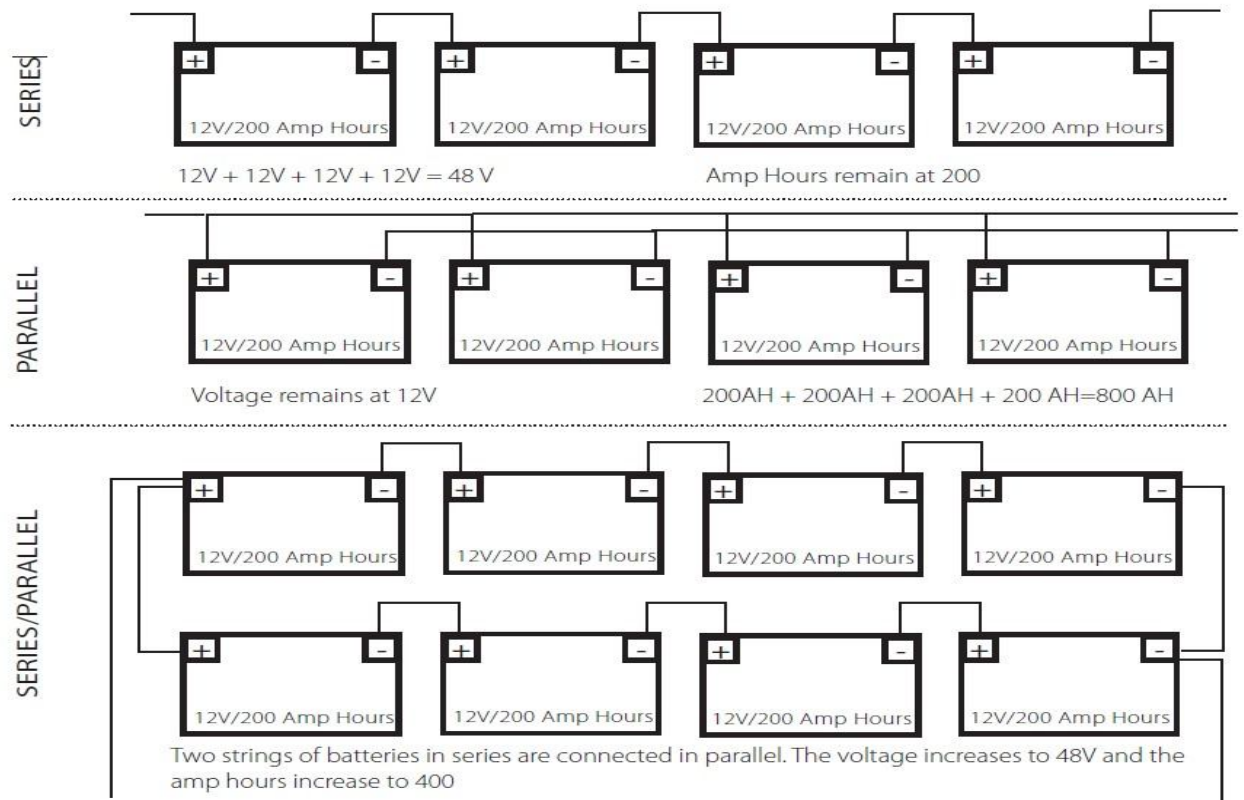 SERIES
+ - + - + - + -
12V/200 Amp Hours 12V/200 Amp Hours 12V/200 Amp Hours 12V/200 Amp Hours
12V + 12V + 12V + 12V = 48 V Amp Hours remain at 200
PARALLEL
+ - + - + - + -
12V/200 Amp Hours 12V/200 Amp Hours 12V/200 Amp Hours 12V/200 Amp Hours
Voltage remains at 12V 200AH + 200AH + 200AH + 200 AH=800 AH
SERIES/PARALLEL
+ - + - + - + -
12V/200 Amp Hours 12V/200 Amp Hours 12V/200 Amp Hours 12V/200 Amp Hours
+ - + - + - + -
12V/200 Amp Hours 12V/200 Amp Hours 12V/200 Amp Hours 12V/200 Amp Hours
Two strings of batteries in series are connected in parallel. The voltage increases to 48V and the
amp hours increase to 400